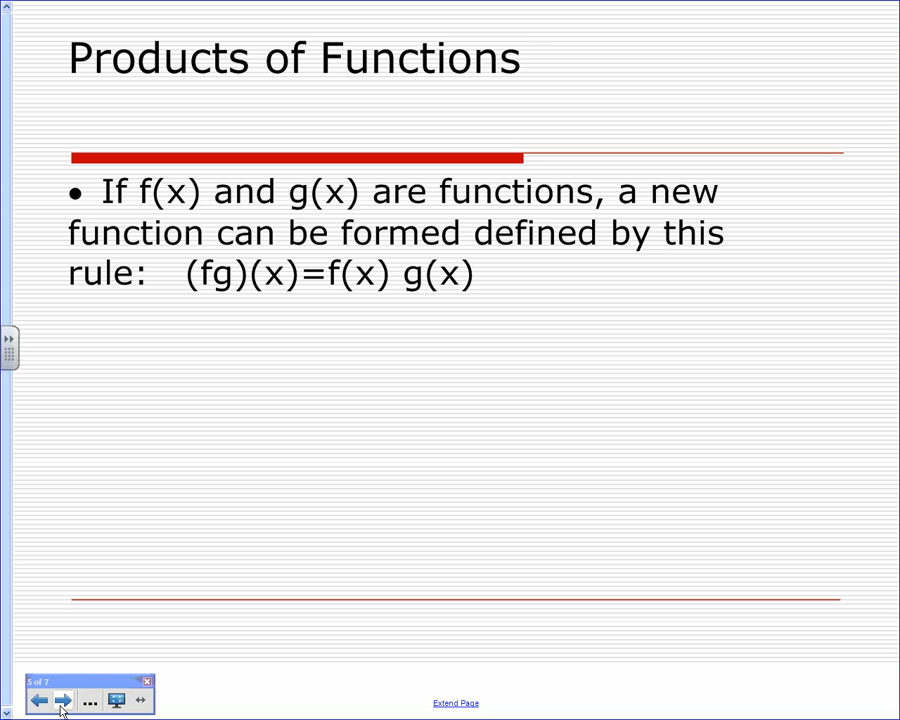 Products of Functions
• If f(x) and g(x) are functions, a new
function can be formed defined by this
rule: (fg)(x)=f(x) g(x)
5 of 7
...
Extend Page